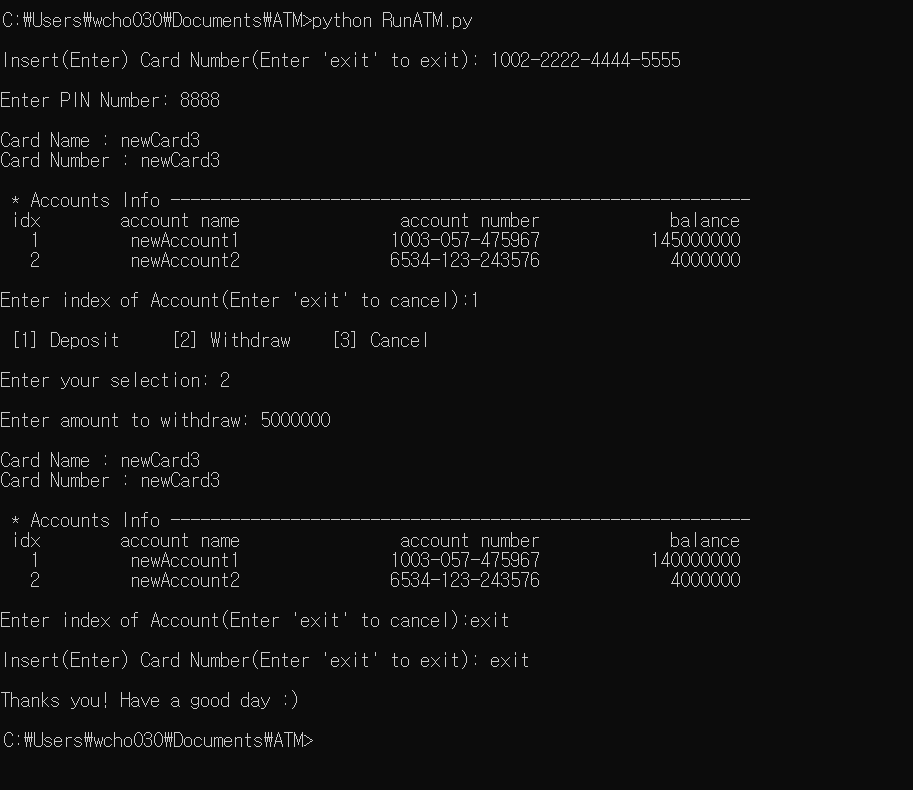 C:₩Users₩wcho030₩Documents₩ATM>python RunATM.py
Insert(Enter) Card Number(Enter 'exit' to exit): 1002-2222-4444-5555
Enter PIN Number: 8888
Card Name : newCard3
Card Number : newCard3
* Accounts Info ----------------------------------------------------------
idx account name account number balance
1 newAccount1 1003-057-475967 145000000
2 newAccount2 6534-123-243576 4000000
Enter index of Account(Enter 'exit' to cancel):1
[1] Deposit [2] Withdraw [3] Cancel
Enter your selection: 2
Enter amount to withdraw: 5000000
Card Name : newCard3
Card Number : newCard3
* Accounts Info ----------------------------------------------------------
idx account name account number balance
1 newAccount1 1003-057-475967 140000000
2 newAccount2 6534-123-243576 4000000
Enter index of Account(Enter 'exit' to cancel):exit
Insert(Enter) Card Number(Enter 'exit' to exit): exit
Thanks you! Have a good day :)
C:₩Users₩wcho030₩Documents₩ATM>